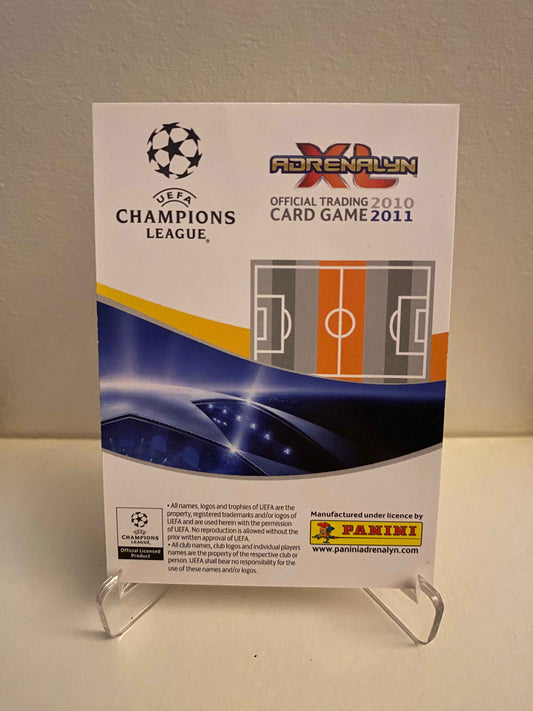 UEFA
CHAMPIONS
LEAGUE®
ADRENALYN
XL
OFFICIAL TRADING 2010
CARD GAME 2011
UEFA
CHAMPIONS
LEAGUE
Official Licensed
Product
• All names, logos and trophies of UEFA are the
property, registered trademarks and/or logos of
UEFA and are used herein with the permission
of UEFA. No reproduction is allowed without the
prior written approval of UEFA.
• All club names, club logos and individual players
names are the property of the respective club or
person. UEFA shall bear no responsibility for the
use of these names and/or logos.
Manufactured under licence by
PANINI
www.paniniadrenalyn.com